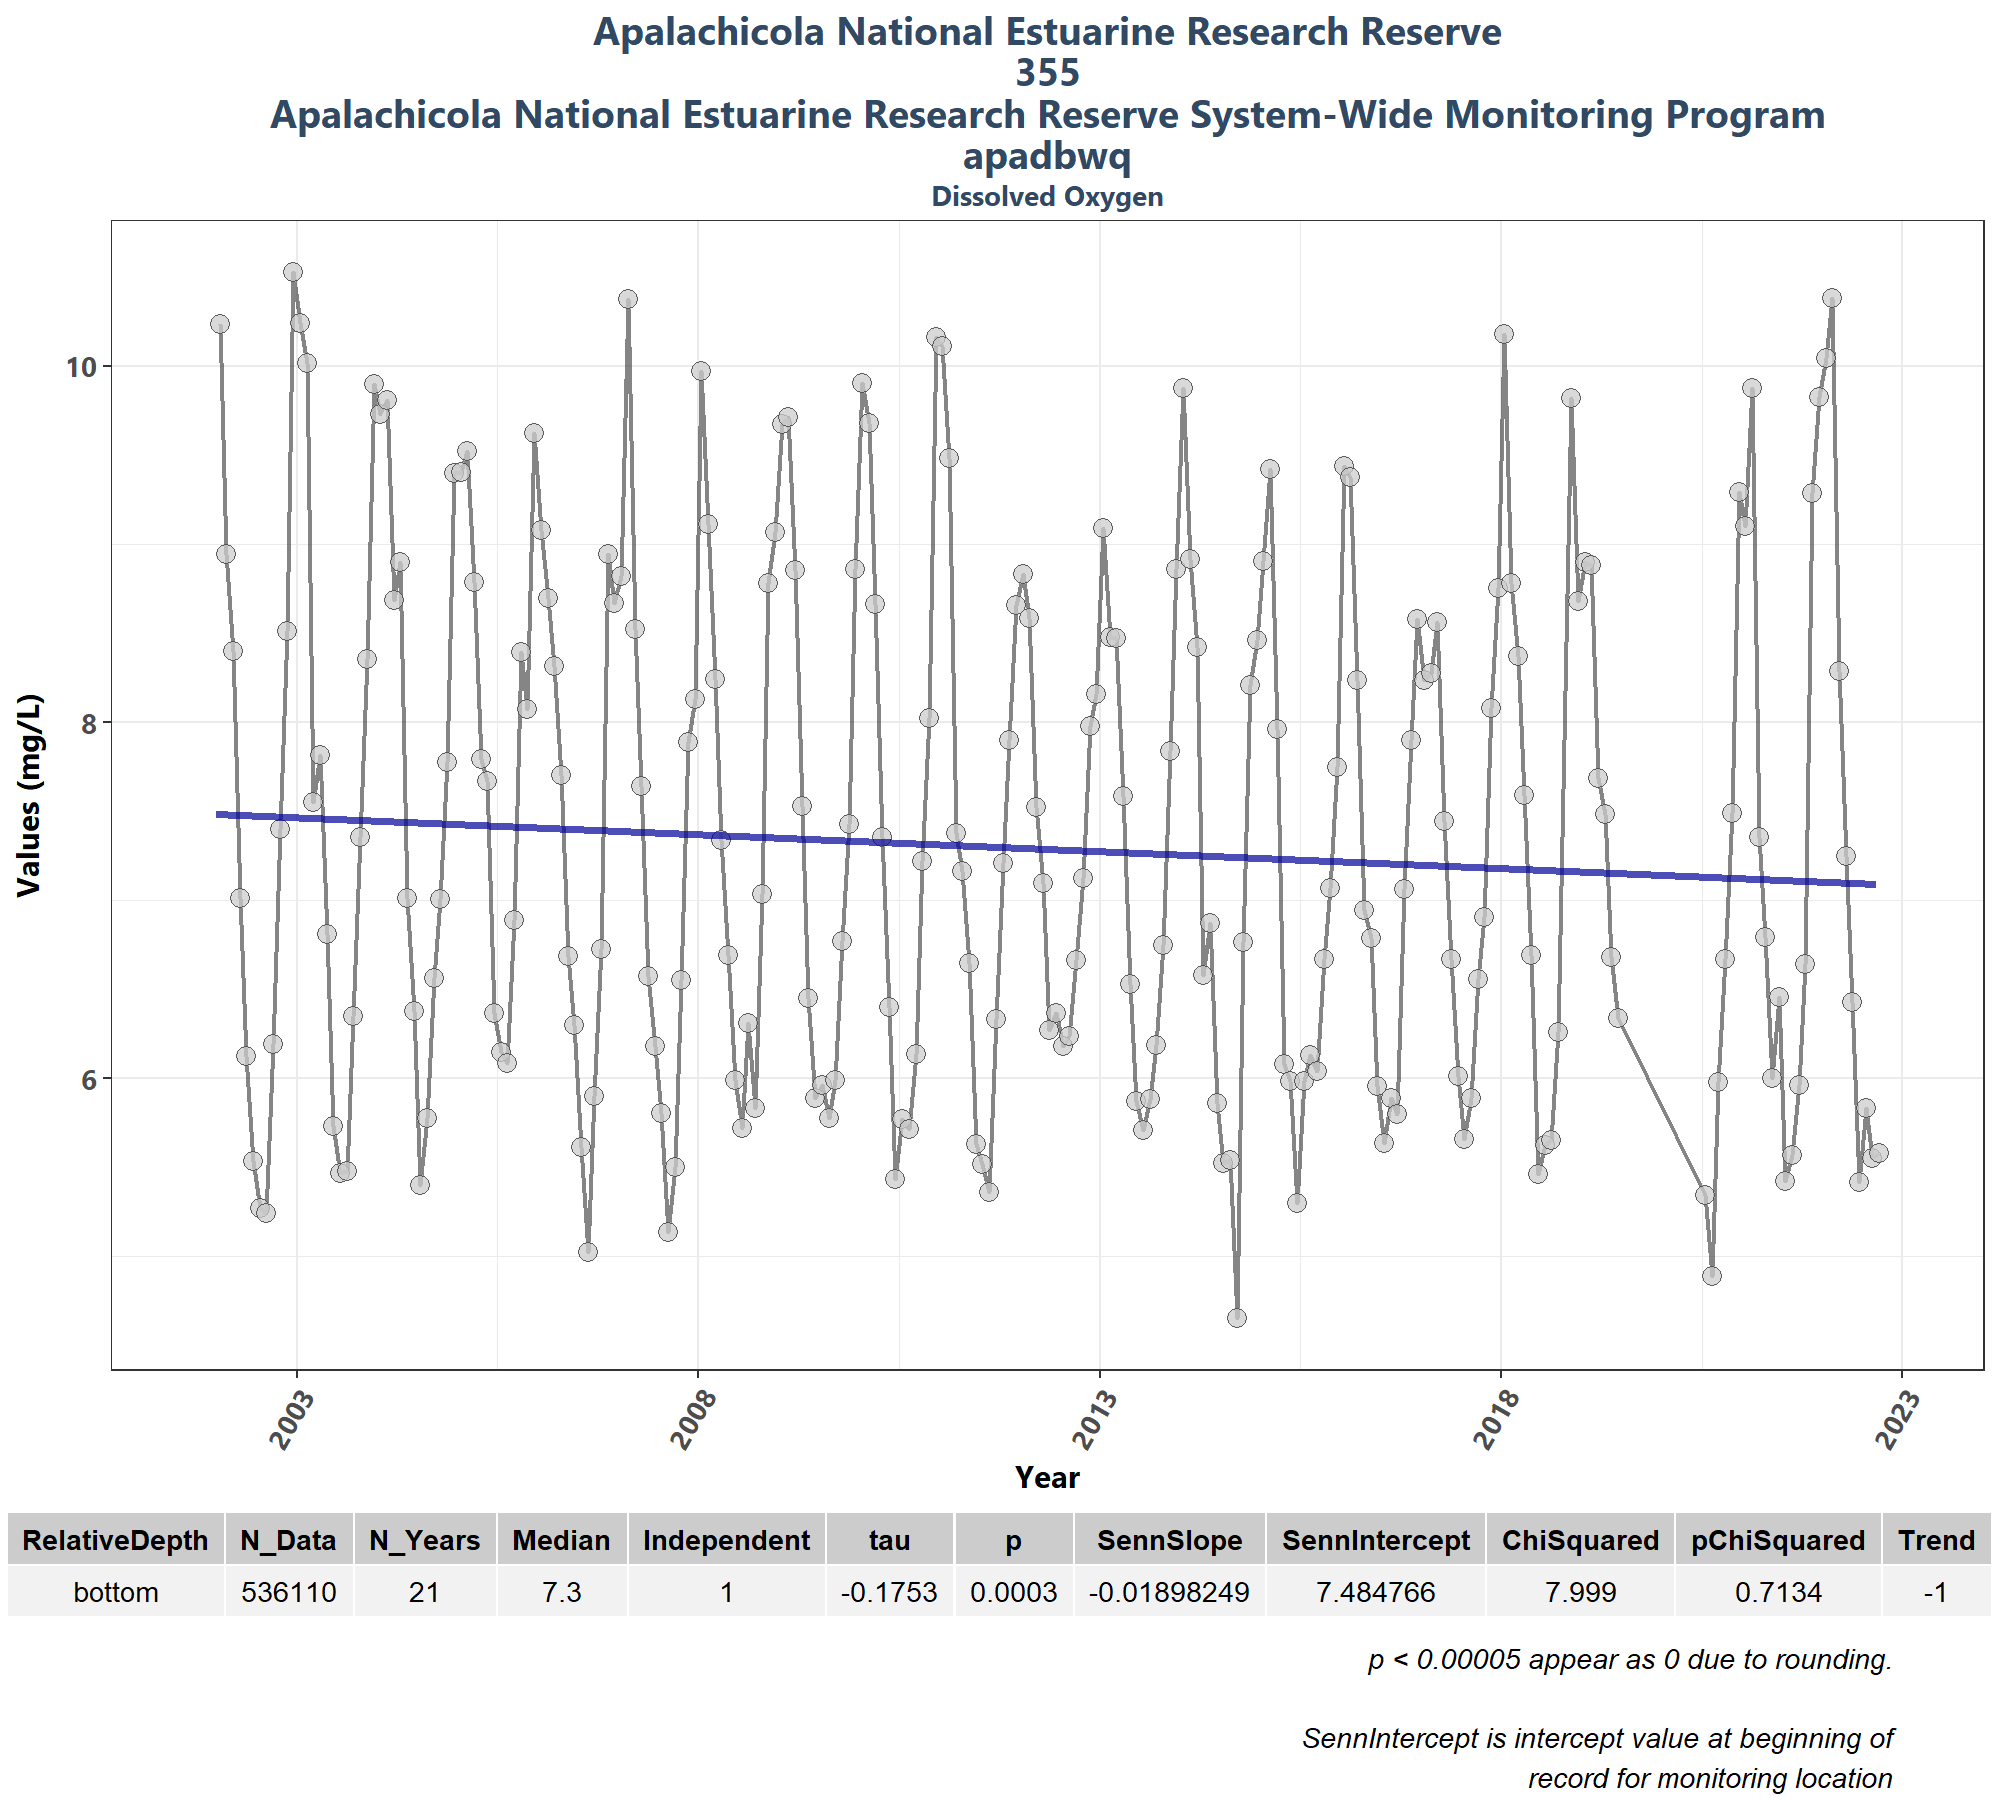 Apalachicola National Estuarine Research Reserve
355
Apalachicola National Estuarine Research Reserve System-Wide Monitoring Program
apadbwq
Dissolved Oxygen
Values (mg/L)
10
8
6
2003 2008 2013 2018 2023
Year
RelativeDepth N_Data N_Years Median Independent tau p SennSlope SennIntercept ChiSquared pChiSquared Trend
bottom 536110 21 7.3 1 -0.1753 0.0003 -0.01898249 7.484766 7.999 0.7134 -1
p < 0.00005 appear as 0 due to rounding.
SennIntercept is intercept value at beginning of
record for monitoring location